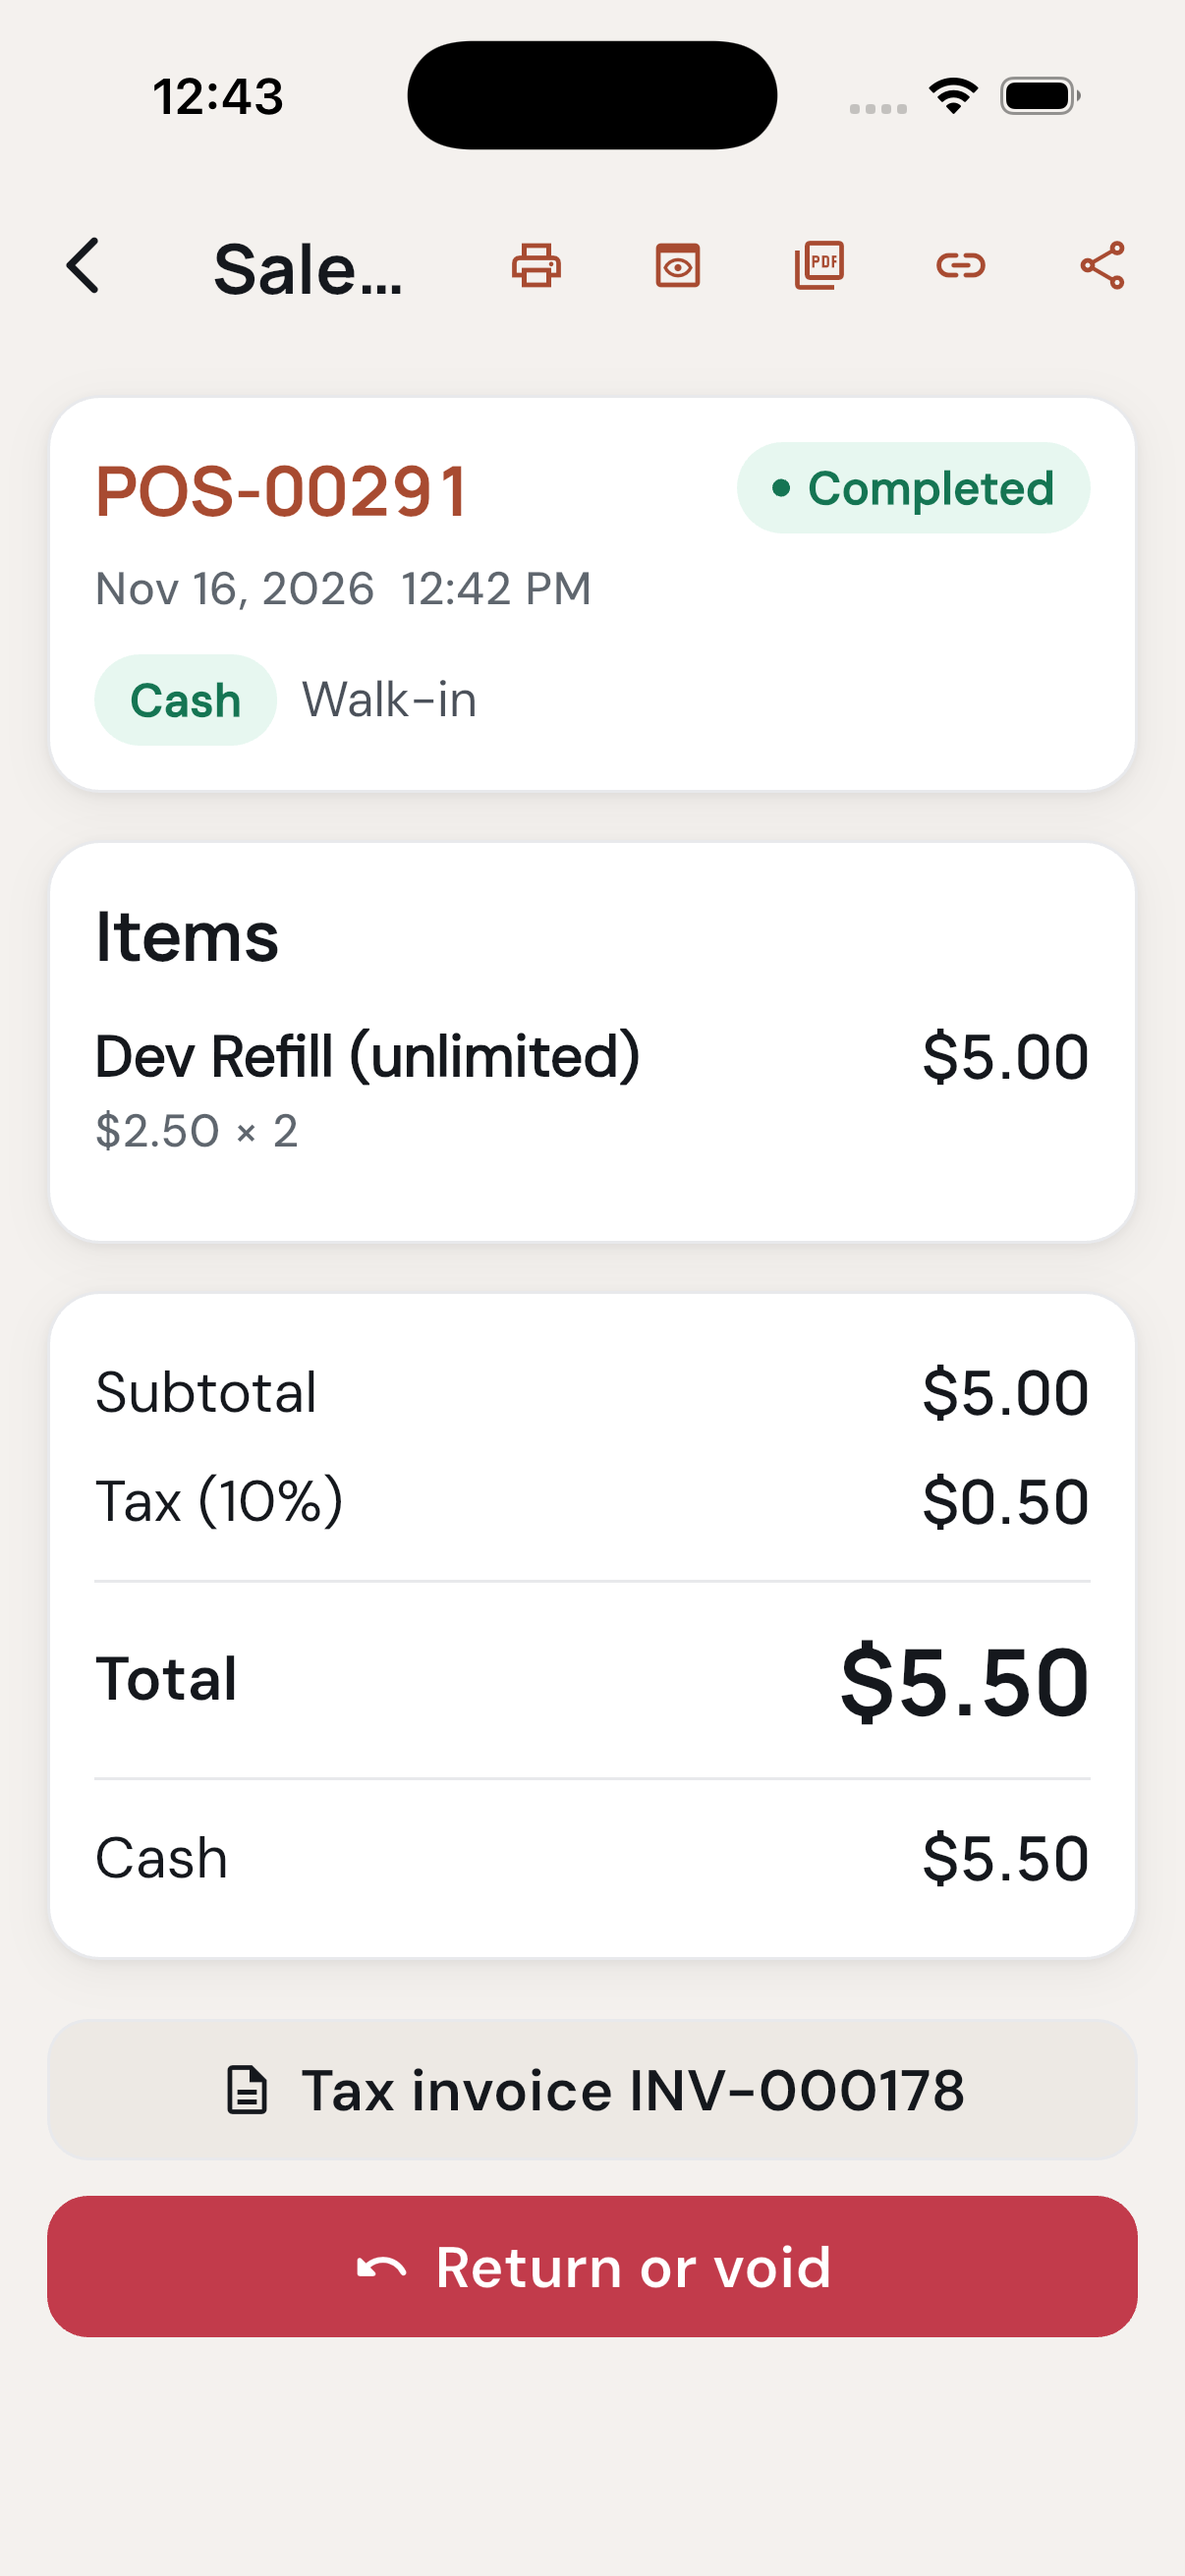 12:43
Sale...
PDF
POS-00291
• Completed
Nov 16, 2026 12:42 PM
Cash Walk-in
Items
Dev Refill (unlimited) $5.00
$2.50 × 2
Subtotal $5.00
Tax (10%) $0.50
Total $5.50
Cash $5.50
Tax invoice INV-000178
Return or void